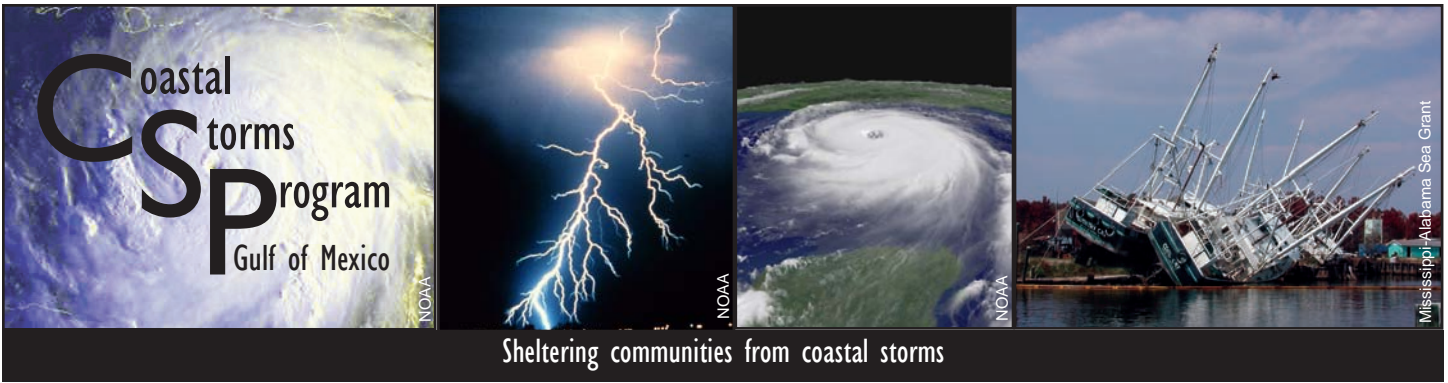 Coastal
Storms
Program
Gulf of Mexico
NOAA
NOAA
NOAA
Mississippi-Alabama Sea Grant
Sheltering communities from coastal storms